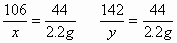 106/x = 44/2.2g    142/y = 44/2.2g